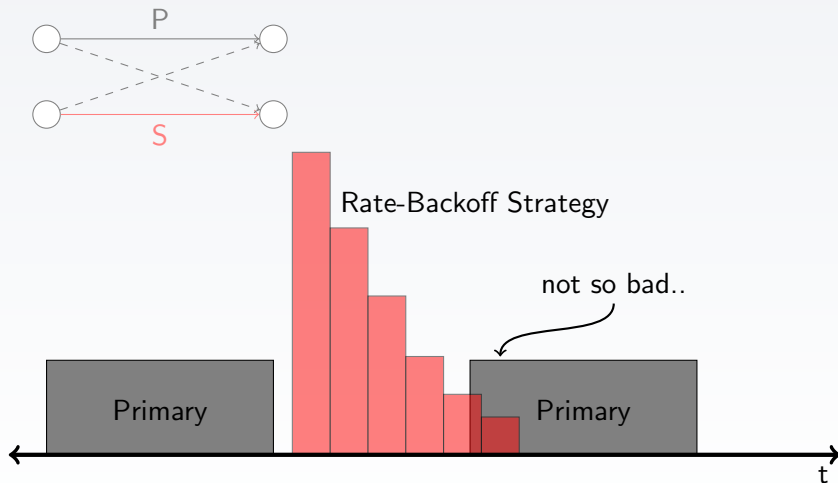 P
S
Rate-Backoff Strategy
not so bad..
Primary
Primary
t